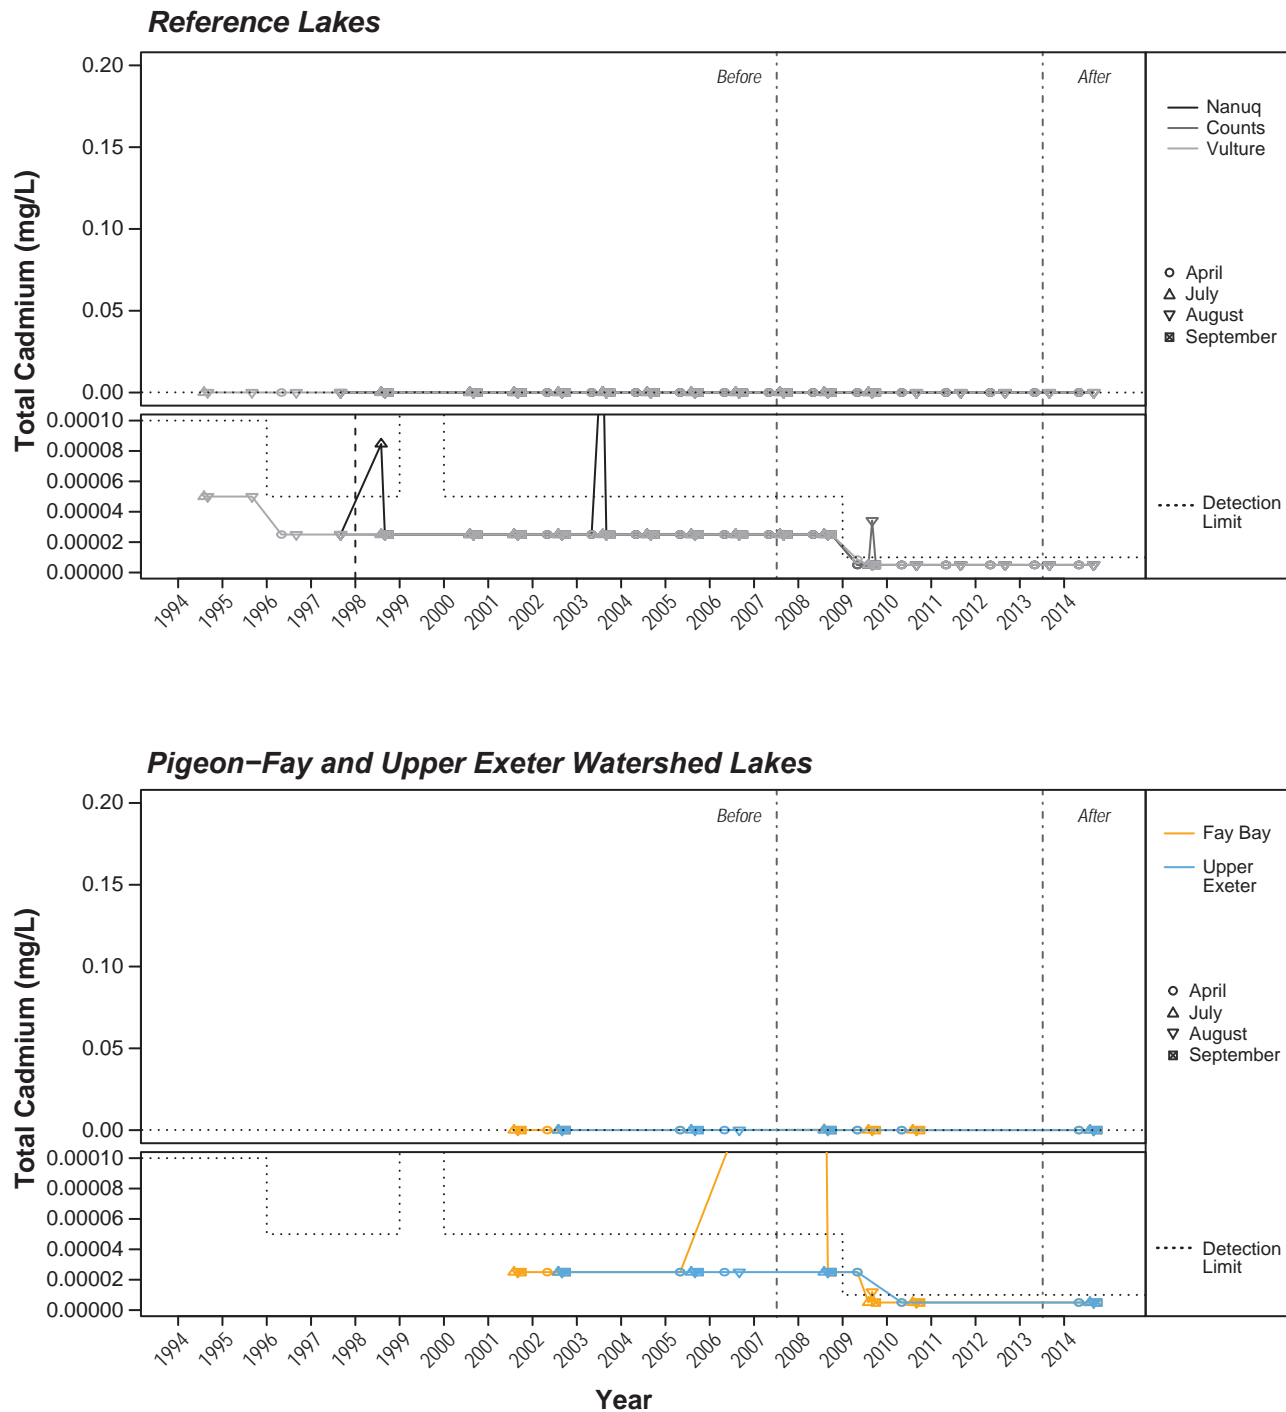 Reference Lakes
Total Cadmium (mg/L)
0.20
0.15
0.10
0.05
0.00
Before
After
Nanuq
Counts
Vulture
April
July
August
September
0.00010
0.00008
0.00006
0.00004
0.00002
0.00000
Detection
Limit
1994
1995
1996
1997
1998
1999
2000
2001
2002
2003
2004
2005
2006
2007
2008
2009
2010
2011
2012
2013
2014
Pigeon−Fay and Upper Exeter Watershed Lakes
Total Cadmium (mg/L)
0.20
0.15
0.10
0.05
0.00
Before
After
Fay Bay
Upper
Exeter
April
July
August
September
0.00010
0.00008
0.00006
0.00004
0.00002
0.00000
Detection
Limit
1994
1995
1996
1997
1998
1999
2000
2001
2002
2003
2004
2005
2006
2007
2008
2009
2010
2011
2012
2013
2014
Year